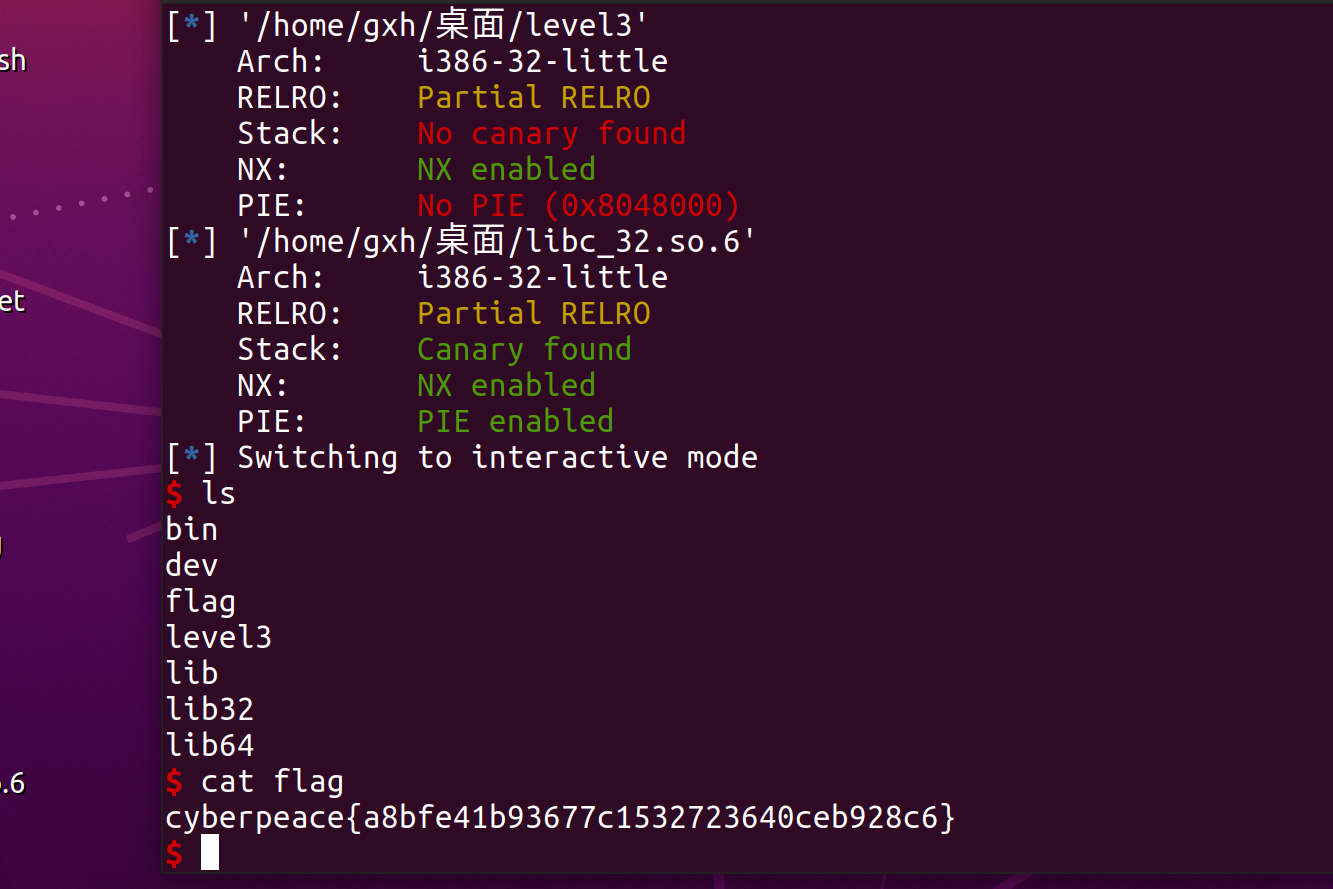 [*] '/home/gxh/桌面/level3'
Arch: i386-32-little
RELRO: Partial RELRO
Stack: No canary found
NX: NX enabled
PIE: No PIE (0x8048000)
[*] '/home/gxh/桌面/libc_32.so.6'
Arch: i386-32-little
RELRO: Partial RELRO
Stack: Canary found
NX: NX enabled
PIE: PIE enabled
[*] Switching to interactive mode
$ ls
bin
dev
flag
level3
lib
lib32
lib64
$ cat flag
cyberpeace{a8bfe41b93677c1532723640ceb928c6}
$
sh
et
.6